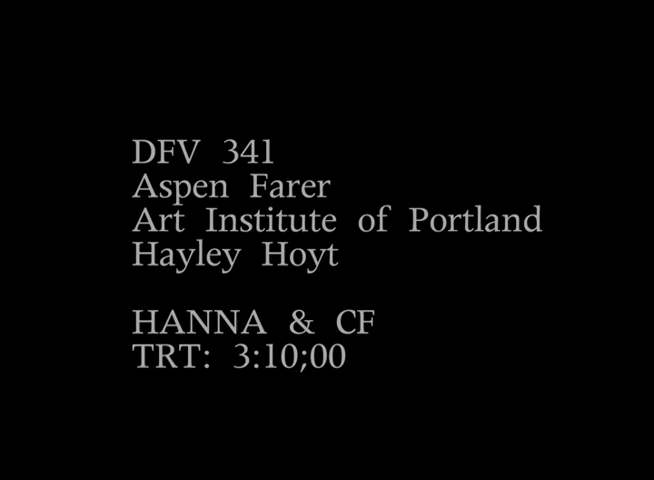 DFV 341
Aspen Farer
Art Institute of Portland
Hayley Hoyt
HANNA & CF
TRT: 3:10;00